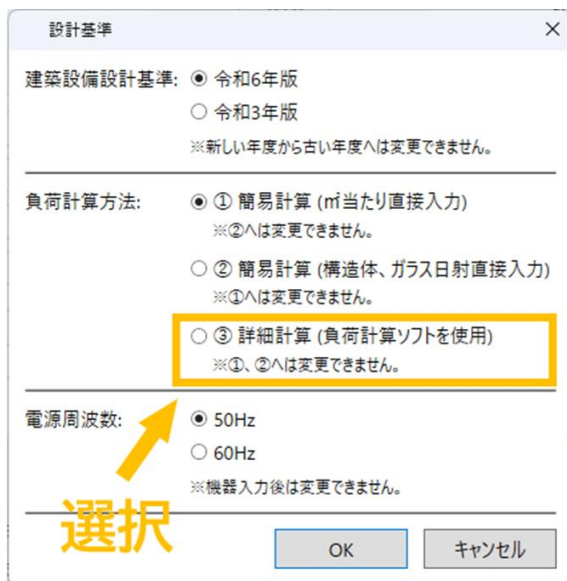 設計基準
建築設備設計基準:
令和6年版
令和3年版
※新しい年度から古い年度へは変更できません。
負荷計算方法:
① 簡易計算 (㎡当たり直接入力)
※②へは変更できません。
② 簡易計算 (構造体、ガラス日射直接入力)
※①へは変更できません。
③ 詳細計算 (負荷計算ソフトを使用)
※①、②へは変更できません。
電源周波数:
50Hz
60Hz
※機器入力後は変更できません。
選択
OK
キャンセル